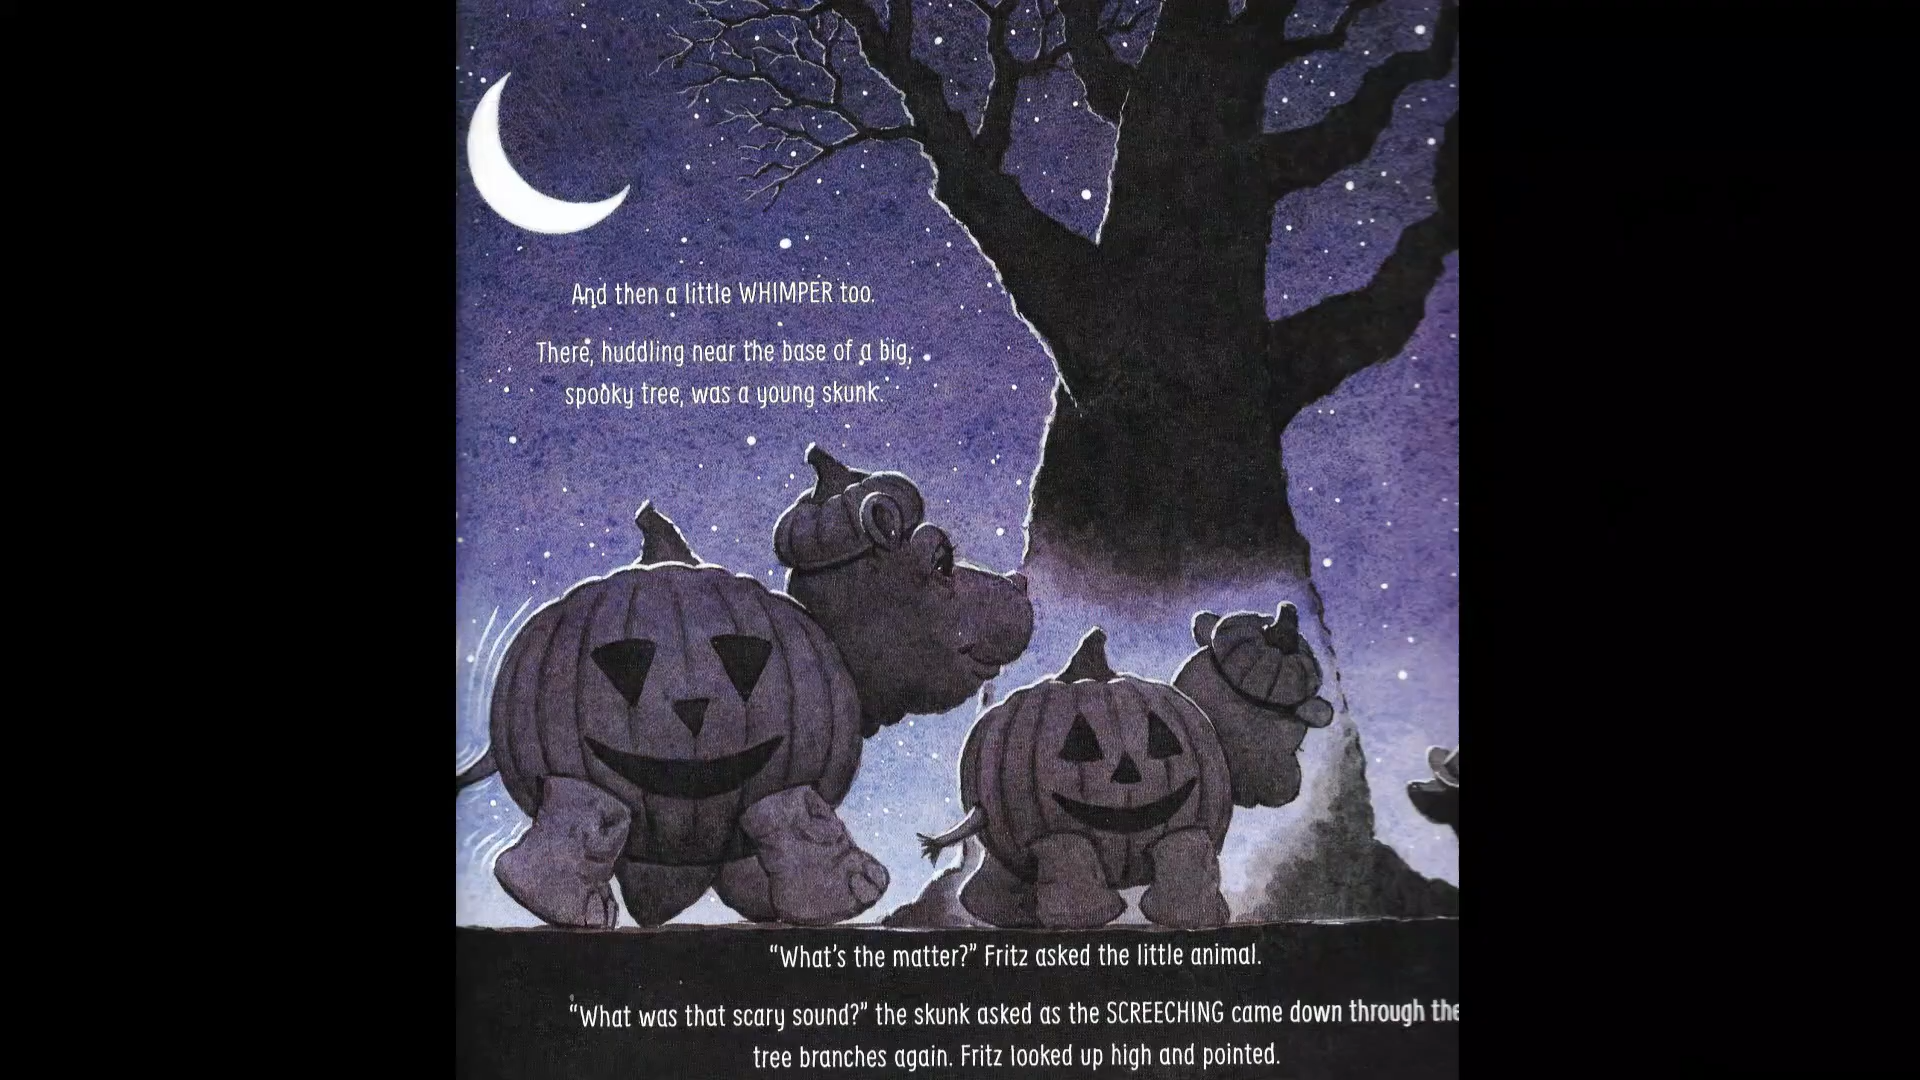 And then a little WHIMPER too.
There, huddling near the base of a big,
spooky tree, was a young skunk.
“What’s the matter?” Fritz asked the little animal.
“What was that scary sound?” the skunk asked as the SCREECHING came down through the
tree branches again. Fritz looked up high and pointed.